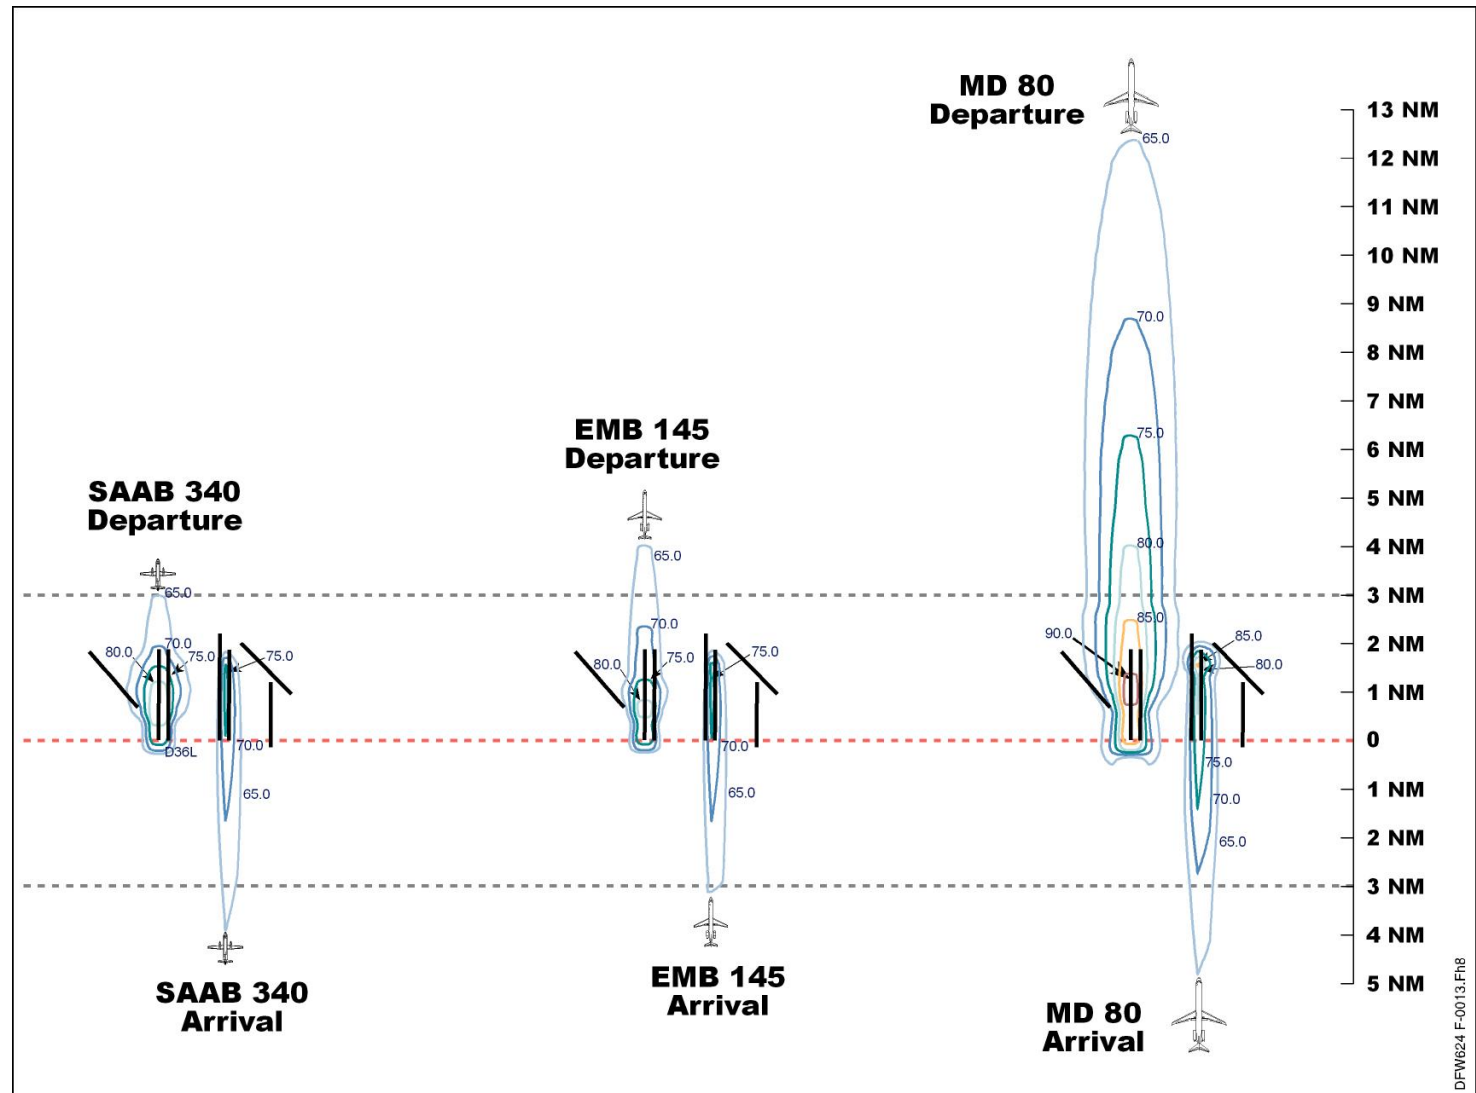 MD 80
Departure
65.0
70.0
75.0
80.0
85.0
90.0
EMB 145
Departure
65.0
70.0
80.0
75.0
SAAB 340
Departure
65.0
70.0
80.0
75.0
D36L
75.0
70.0
65.0
SAAB 340
Arrival
75.0
70.0
65.0
EMB 145
Arrival
85.0
80.0
75.0
70.0
65.0
MD 80
Arrival
13 NM
12 NM
11 NM
10 NM
9 NM
8 NM
7 NM
6 NM
5 NM
4 NM
3 NM
2 NM
1 NM
0
1 NM
2 NM
3 NM
4 NM
5 NM
DFW624 F-0013.Fh8